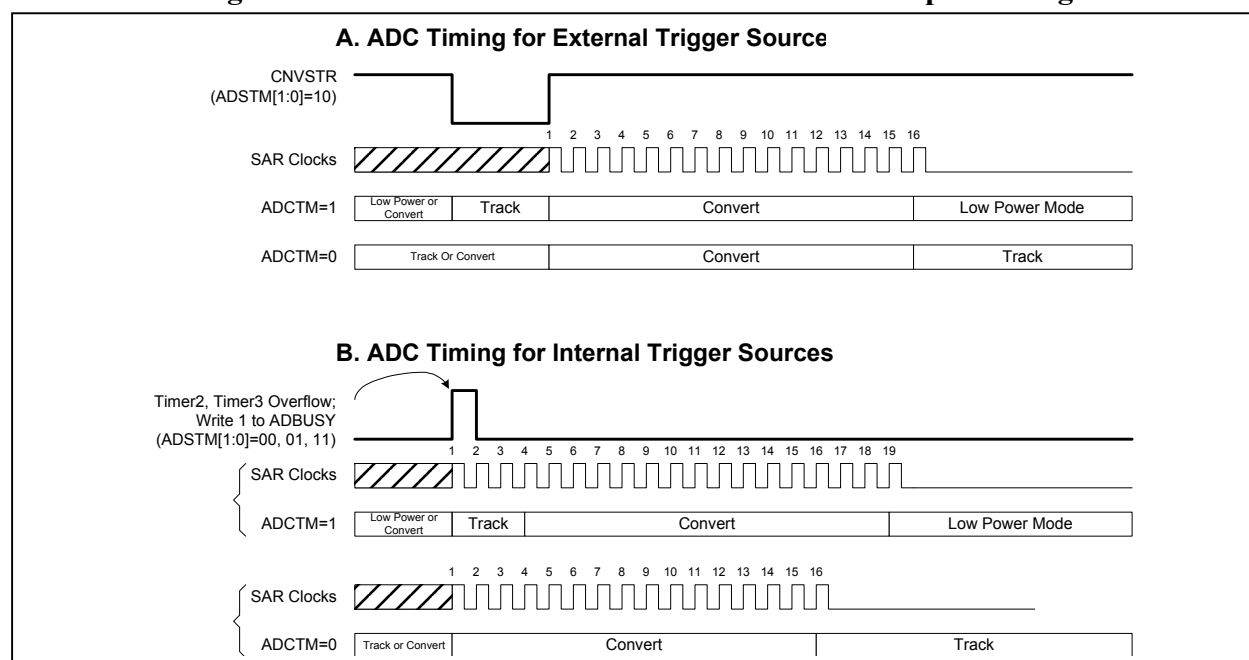 A. ADC Timing for External Trigger Source
CNVSTR
(ADSTM[1:0]=10)
1 2 3 4 5 6 7 8 9 10 11 12 13 14 15 16
SAR Clocks
ADCTM=1
Low Power or
Convert
Track
Convert
Low Power Mode
ADCTM=0
Track Or Convert
Convert
Track
B. ADC Timing for Internal Trigger Sources
Timer2, Timer3 Overflow;
Write 1 to ADBUSY
(ADSTM[1:0]=00, 01, 11)
1 2 3 4 5 6 7 8 9 10 11 12 13 14 15 16 17 18 19
SAR Clocks
ADCTM=1
Low Power or
Convert
Track
Convert
Low Power Mode
1 2 3 4 5 6 7 8 9 10 11 12 13 14 15 16
SAR Clocks
ADCTM=0
Track or Convert
Convert
Track